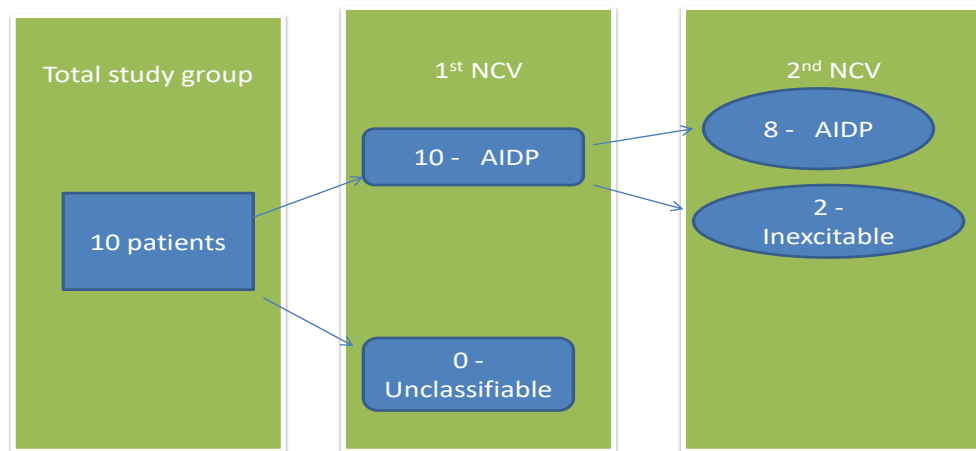 Total study group
10 patients
1st NCV
10 - AIDP
0 -
Unclassifiable
2nd NCV
8 - AIDP
2 -
Inexcitable